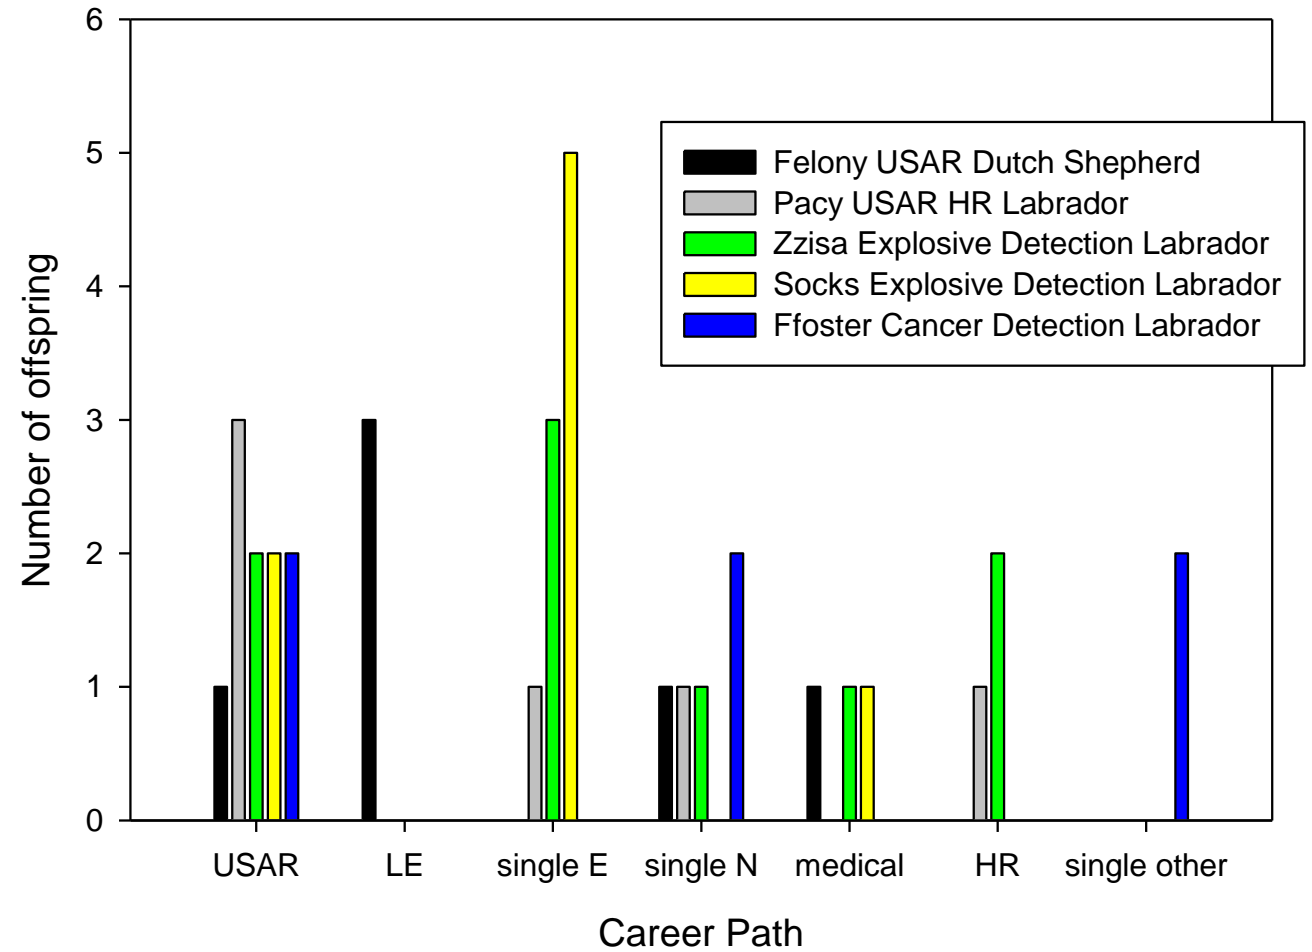 6
5
4
3
2
1
0
Number of offspring
Felony USAR Dutch Shepherd
Pacy USAR HR Labrador
Zzisa Explosive Detection Labrador
Socks Explosive Detection Labrador
Ffoster Cancer Detection Labrador
USAR LE single E single N medical HR single other
Career Path